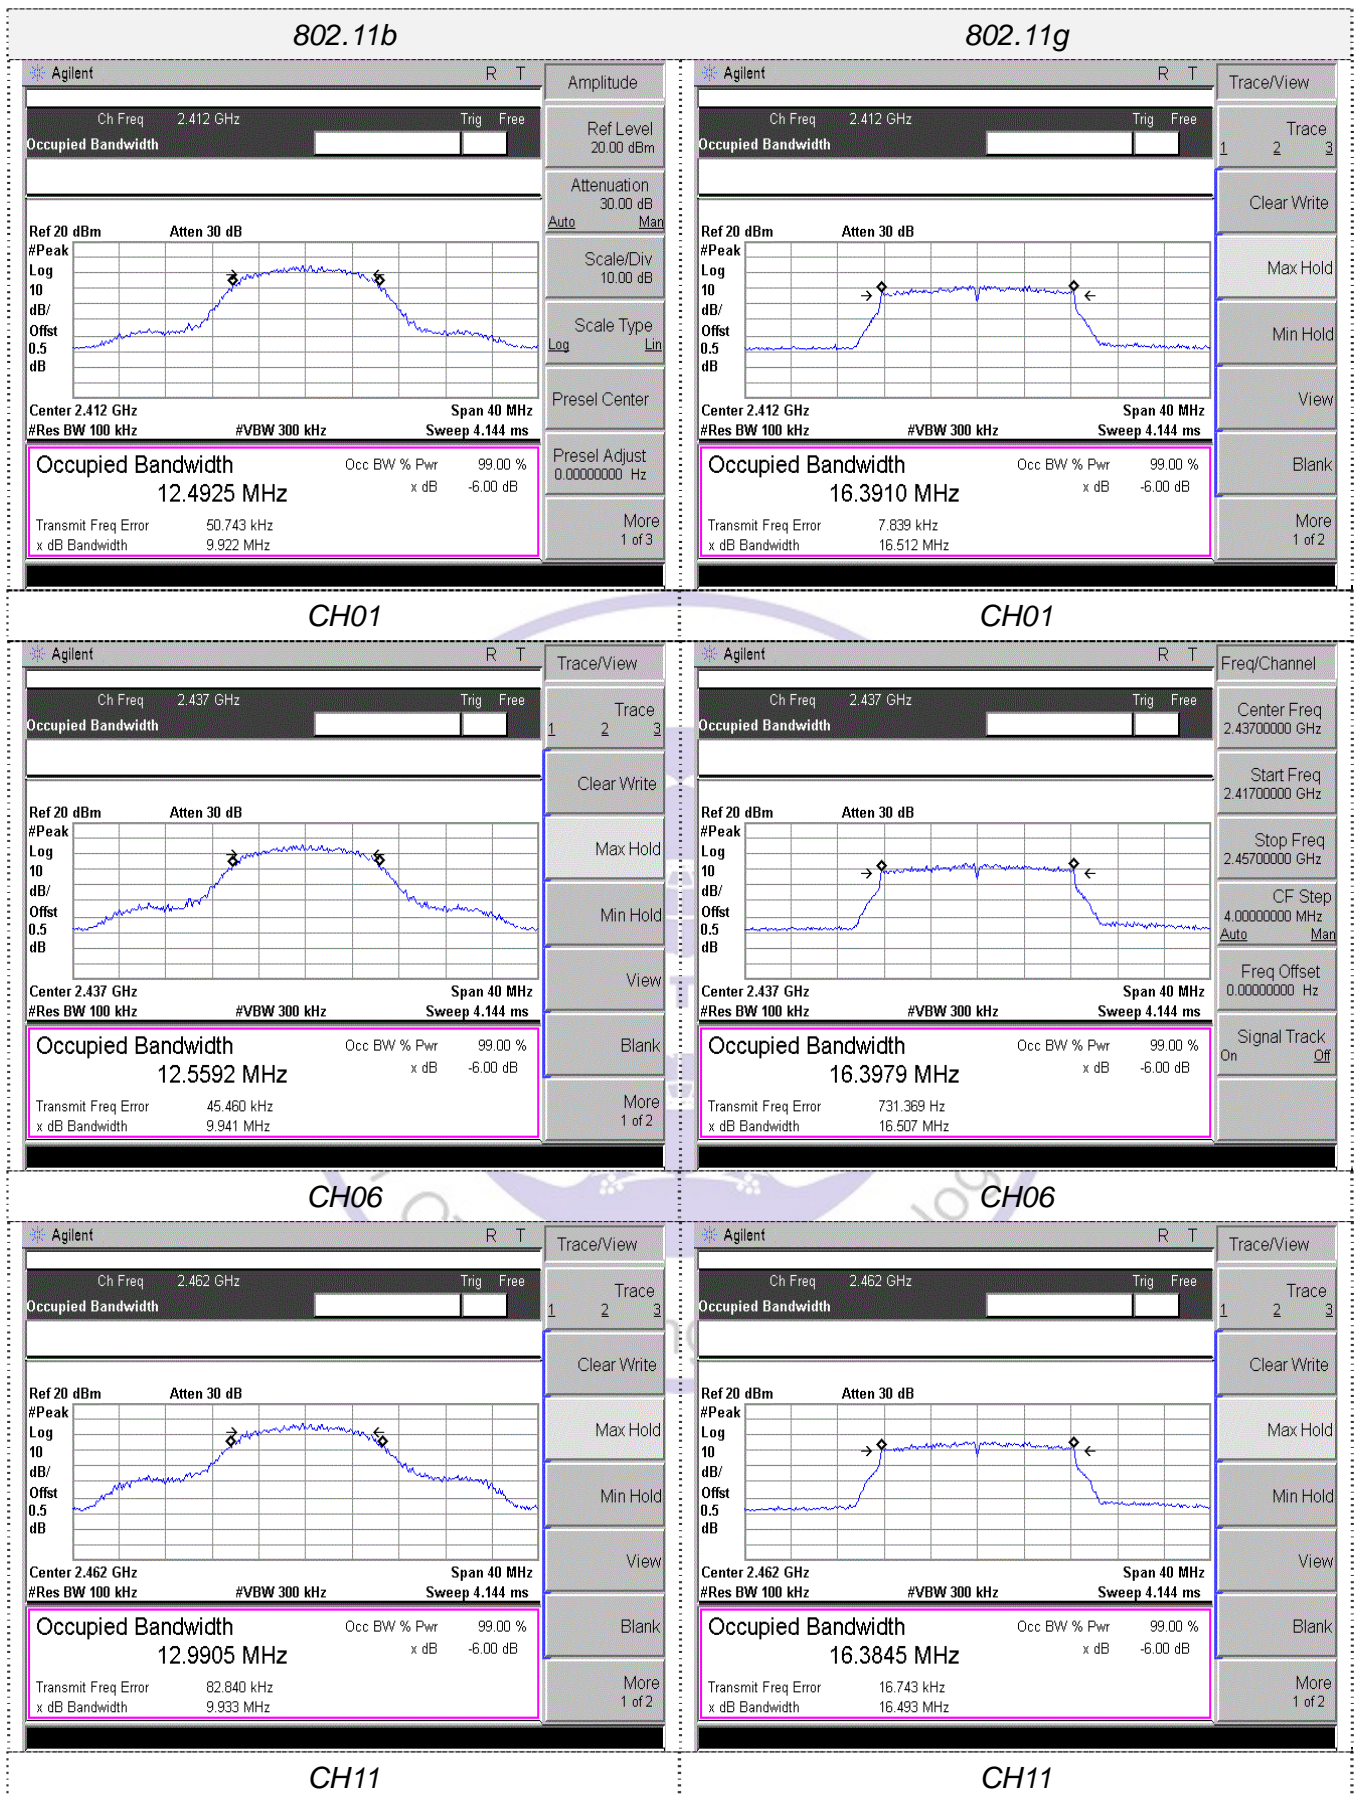 802.11b
802.11g
Agilent R T
Ch Freq 2.412 GHz Trig Free
Occupied Bandwidth
Ref 20 dBm Atten 30 dB
#Peak
Log
10
dB/
Offst
0.5
dB
Center 2.412 GHz Span 40 MHz
#Res BW 100 kHz #VBW 300 kHz Sweep 4.144 ms
Occupied Bandwidth Occ BW % Pwr 99.00 %
12.4925 MHz x dB -6.00 dB
Transmit Freq Error 50.743 kHz
x dB Bandwidth 9.922 MHz
Amplitude
Ref Level
20.00 dBm
Attenuation
30.00 dB
Auto Man
Scale/Div
10.00 dB
Scale Type
Log Lin
Presel Center
Presel Adjust
0.00000000 Hz
More
1 of 3
Agilent R T
Ch Freq 2.412 GHz Trig Free
Occupied Bandwidth
Ref 20 dBm Atten 30 dB
#Peak
Log
10
dB/
Offst
0.5
dB
Center 2.412 GHz Span 40 MHz
#Res BW 100 kHz #VBW 300 kHz Sweep 4.144 ms
Occupied Bandwidth Occ BW % Pwr 99.00 %
16.3910 MHz x dB -6.00 dB
Transmit Freq Error 7.839 kHz
x dB Bandwidth 16.512 MHz
Trace/View
Trace
1 2 3
Clear Write
Max Hold
Min Hold
View
Blank
More
1 of 2
CH01
CH01
Agilent R T
Ch Freq 2.437 GHz Trig Free
Occupied Bandwidth
Ref 20 dBm Atten 30 dB
#Peak
Log
10
dB/
Offst
0.5
dB
Center 2.437 GHz Span 40 MHz
#Res BW 100 kHz #VBW 300 kHz Sweep 4.144 ms
Occupied Bandwidth Occ BW % Pwr 99.00 %
12.5592 MHz x dB -6.00 dB
Transmit Freq Error 45.460 kHz
x dB Bandwidth 9.941 MHz
Trace/View
Trace
1 2 3
Clear Write
Max Hold
Min Hold
View
Blank
More
1 of 2
Agilent R T
Ch Freq 2.437 GHz Trig Free
Occupied Bandwidth
Ref 20 dBm Atten 30 dB
#Peak
Log
10
dB/
Offst
0.5
dB
Center 2.437 GHz Span 40 MHz
#Res BW 100 kHz #VBW 300 kHz Sweep 4.144 ms
Occupied Bandwidth Occ BW % Pwr 99.00 %
16.3979 MHz x dB -6.00 dB
Transmit Freq Error 731.369 Hz
x dB Bandwidth 16.507 MHz
Freq/Channel
Center Freq
2.43700000 GHz
Start Freq
2.41700000 GHz
Stop Freq
2.45700000 GHz
CF Step
4.00000000 MHz
Auto Man
Freq Offset
0.00000000 Hz
Signal Track
On Off
CH06
CH06
Agilent R T
Ch Freq 2.462 GHz Trig Free
Occupied Bandwidth
Ref 20 dBm Atten 30 dB
#Peak
Log
10
dB/
Offst
0.5
dB
Center 2.462 GHz Span 40 MHz
#Res BW 100 kHz #VBW 300 kHz Sweep 4.144 ms
Occupied Bandwidth Occ BW % Pwr 99.00 %
12.9905 MHz x dB -6.00 dB
Transmit Freq Error 82.840 kHz
x dB Bandwidth 9.933 MHz
Trace/View
Trace
1 2 3
Clear Write
Max Hold
Min Hold
View
Blank
More
1 of 2
Agilent R T
Ch Freq 2.462 GHz Trig Free
Occupied Bandwidth
Ref 20 dBm Atten 30 dB
#Peak
Log
10
dB/
Offst
0.5
dB
Center 2.462 GHz Span 40 MHz
#Res BW 100 kHz #VBW 300 kHz Sweep 4.144 ms
Occupied Bandwidth Occ BW % Pwr 99.00 %
16.3845 MHz x dB -6.00 dB
Transmit Freq Error 16.743 kHz
x dB Bandwidth 16.493 MHz
Trace/View
Trace
1 2 3
Clear Write
Max Hold
Min Hold
View
Blank
More
1 of 2
CH11
CH11